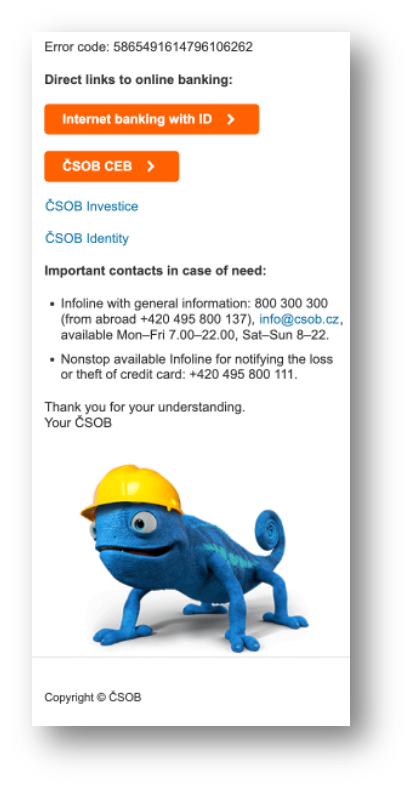 Error code: 5865491614796106262
Direct links to online banking:
Internet banking with ID
ČSOB CEB
ČSOB Investice
ČSOB Identity
Important contacts in case of need:
• Infoline with general information: 800 300 300
(from abroad +420 495 800 137), info@csob.cz,
available Mon–Fri 7.00–22.00, Sat–Sun 8–22.
• Nonstop available Infoline for notifying the loss
or theft of credit card: +420 495 800 111.
Thank you for your understanding.
Your ČSOB
Copyright © ČSOB